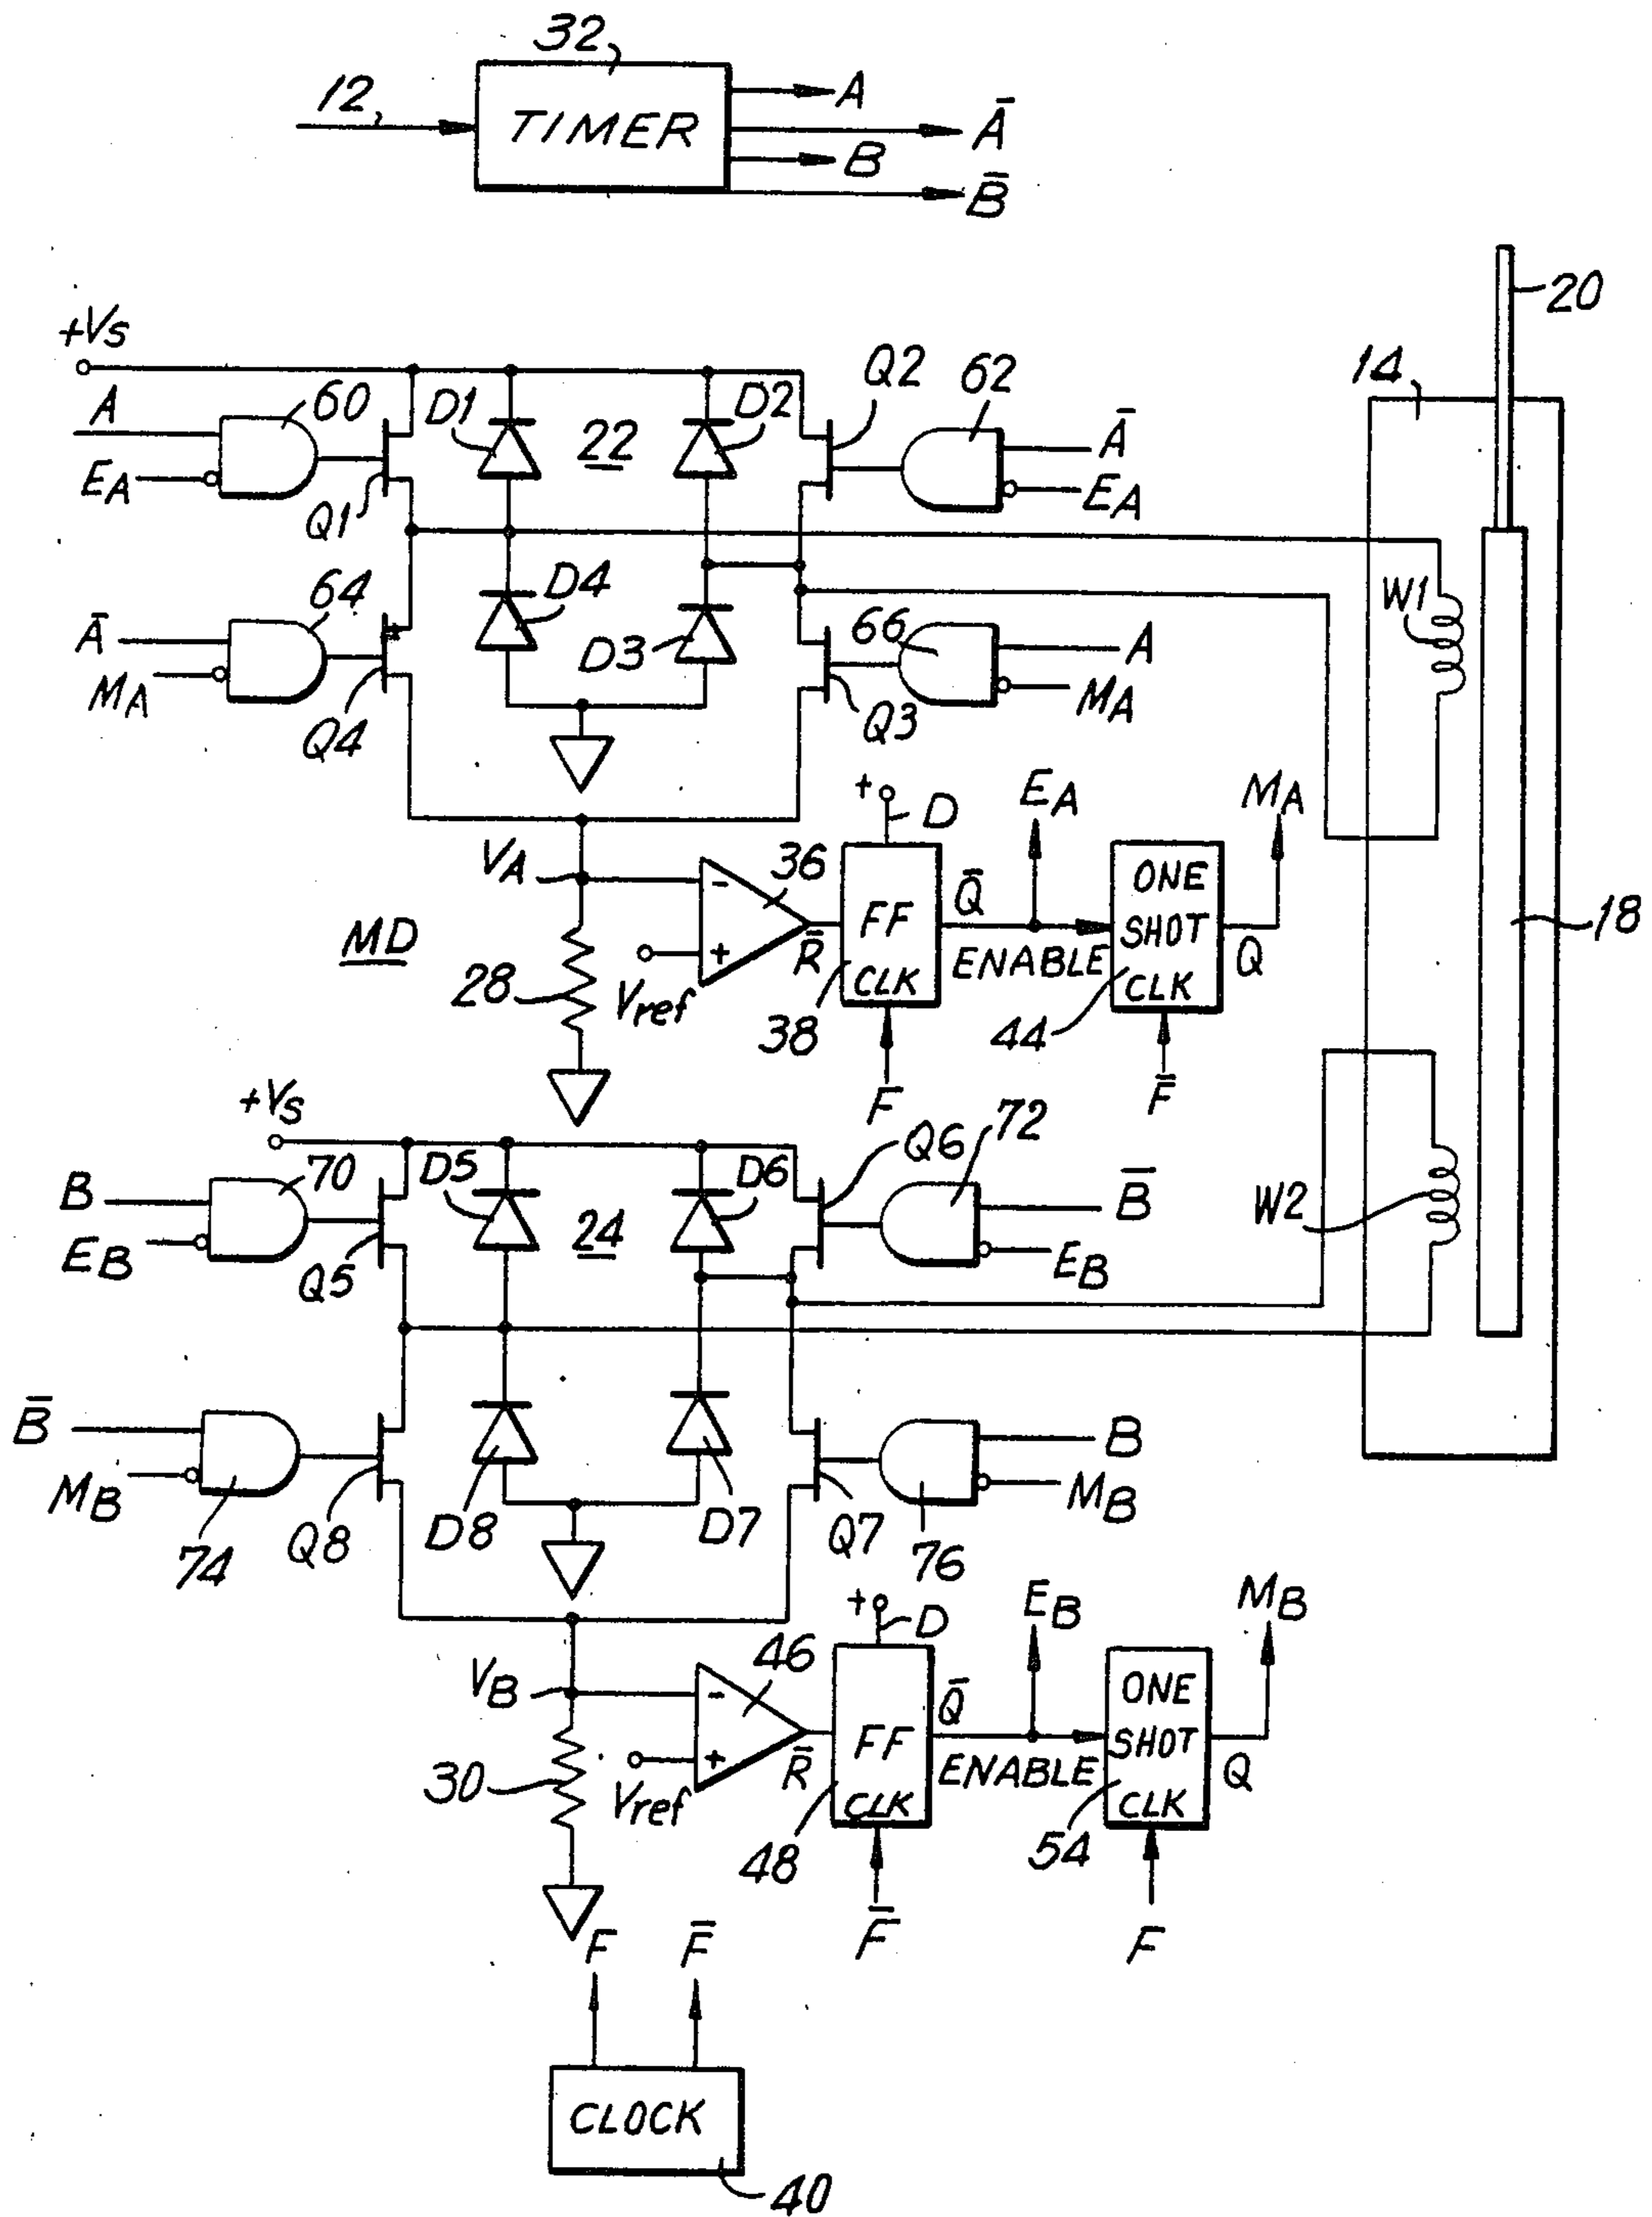 32
12
TIMER
A
Ā
B
B̄
20
+Vs
14
A
60
D1
22
D2
Q2
62
Ā
EA
Q1
EA
D4
W1
64
Ā
66
A
D3
MA
MA
Q4
Q3
EA
MA
+
D
VA
36
-
Q̄
ONE
18
MD
FF
SHOT
+
R̄
ENABLE
Q
28
Vref
CLK
CLK
38
44
F
F̄
+Vs
Q6
72
70
D5
D6
B
24
B̄
W2
EB
Q5
EB
B̄
B
MB
MB
Q8
D8
D7
Q7
74
76
EB
MB
+
D
46
VB
-
Q̄
ONE
FF
SHOT
+
R̄
ENABLE
Q
30
Vref
CLK
CLK
48
54
F
F̄
F̄
F
CLOCK
40